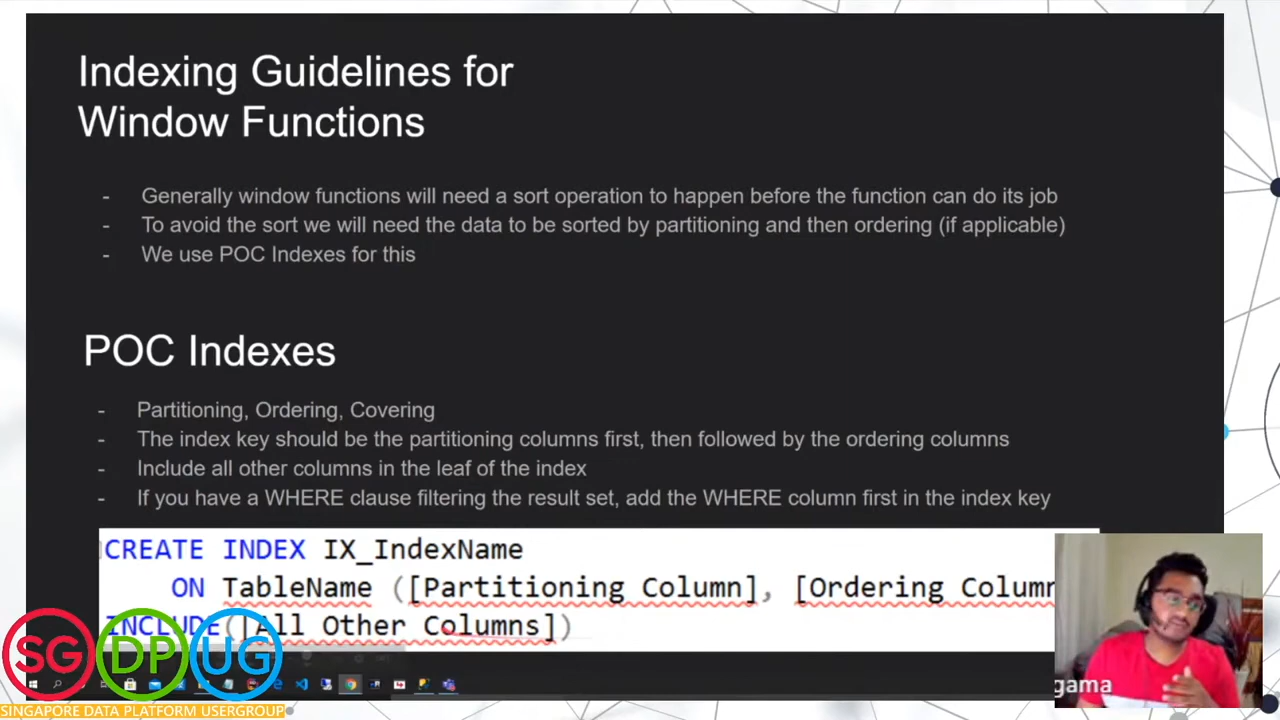 Indexing Guidelines for
Window Functions
- Generally window functions will need a sort operation to happen before the function can do its job
- To avoid the sort we will need the data to be sorted by partitioning and then ordering (if applicable)
- We use POC Indexes for this
POC Indexes
- Partitioning, Ordering, Covering
- The index key should be the partitioning columns first, then followed by the ordering columns
- Include all other columns in the leaf of the index
- If you have a WHERE clause filtering the result set, add the WHERE column first in the index key
CREATE INDEX IX_IndexName
ON TableName ([Partitioning Column], [Ordering Column
INCLUDE([All Other Columns])
SG DP UG
SINGAPORE DATA PLATFORM USERGROUP
gama